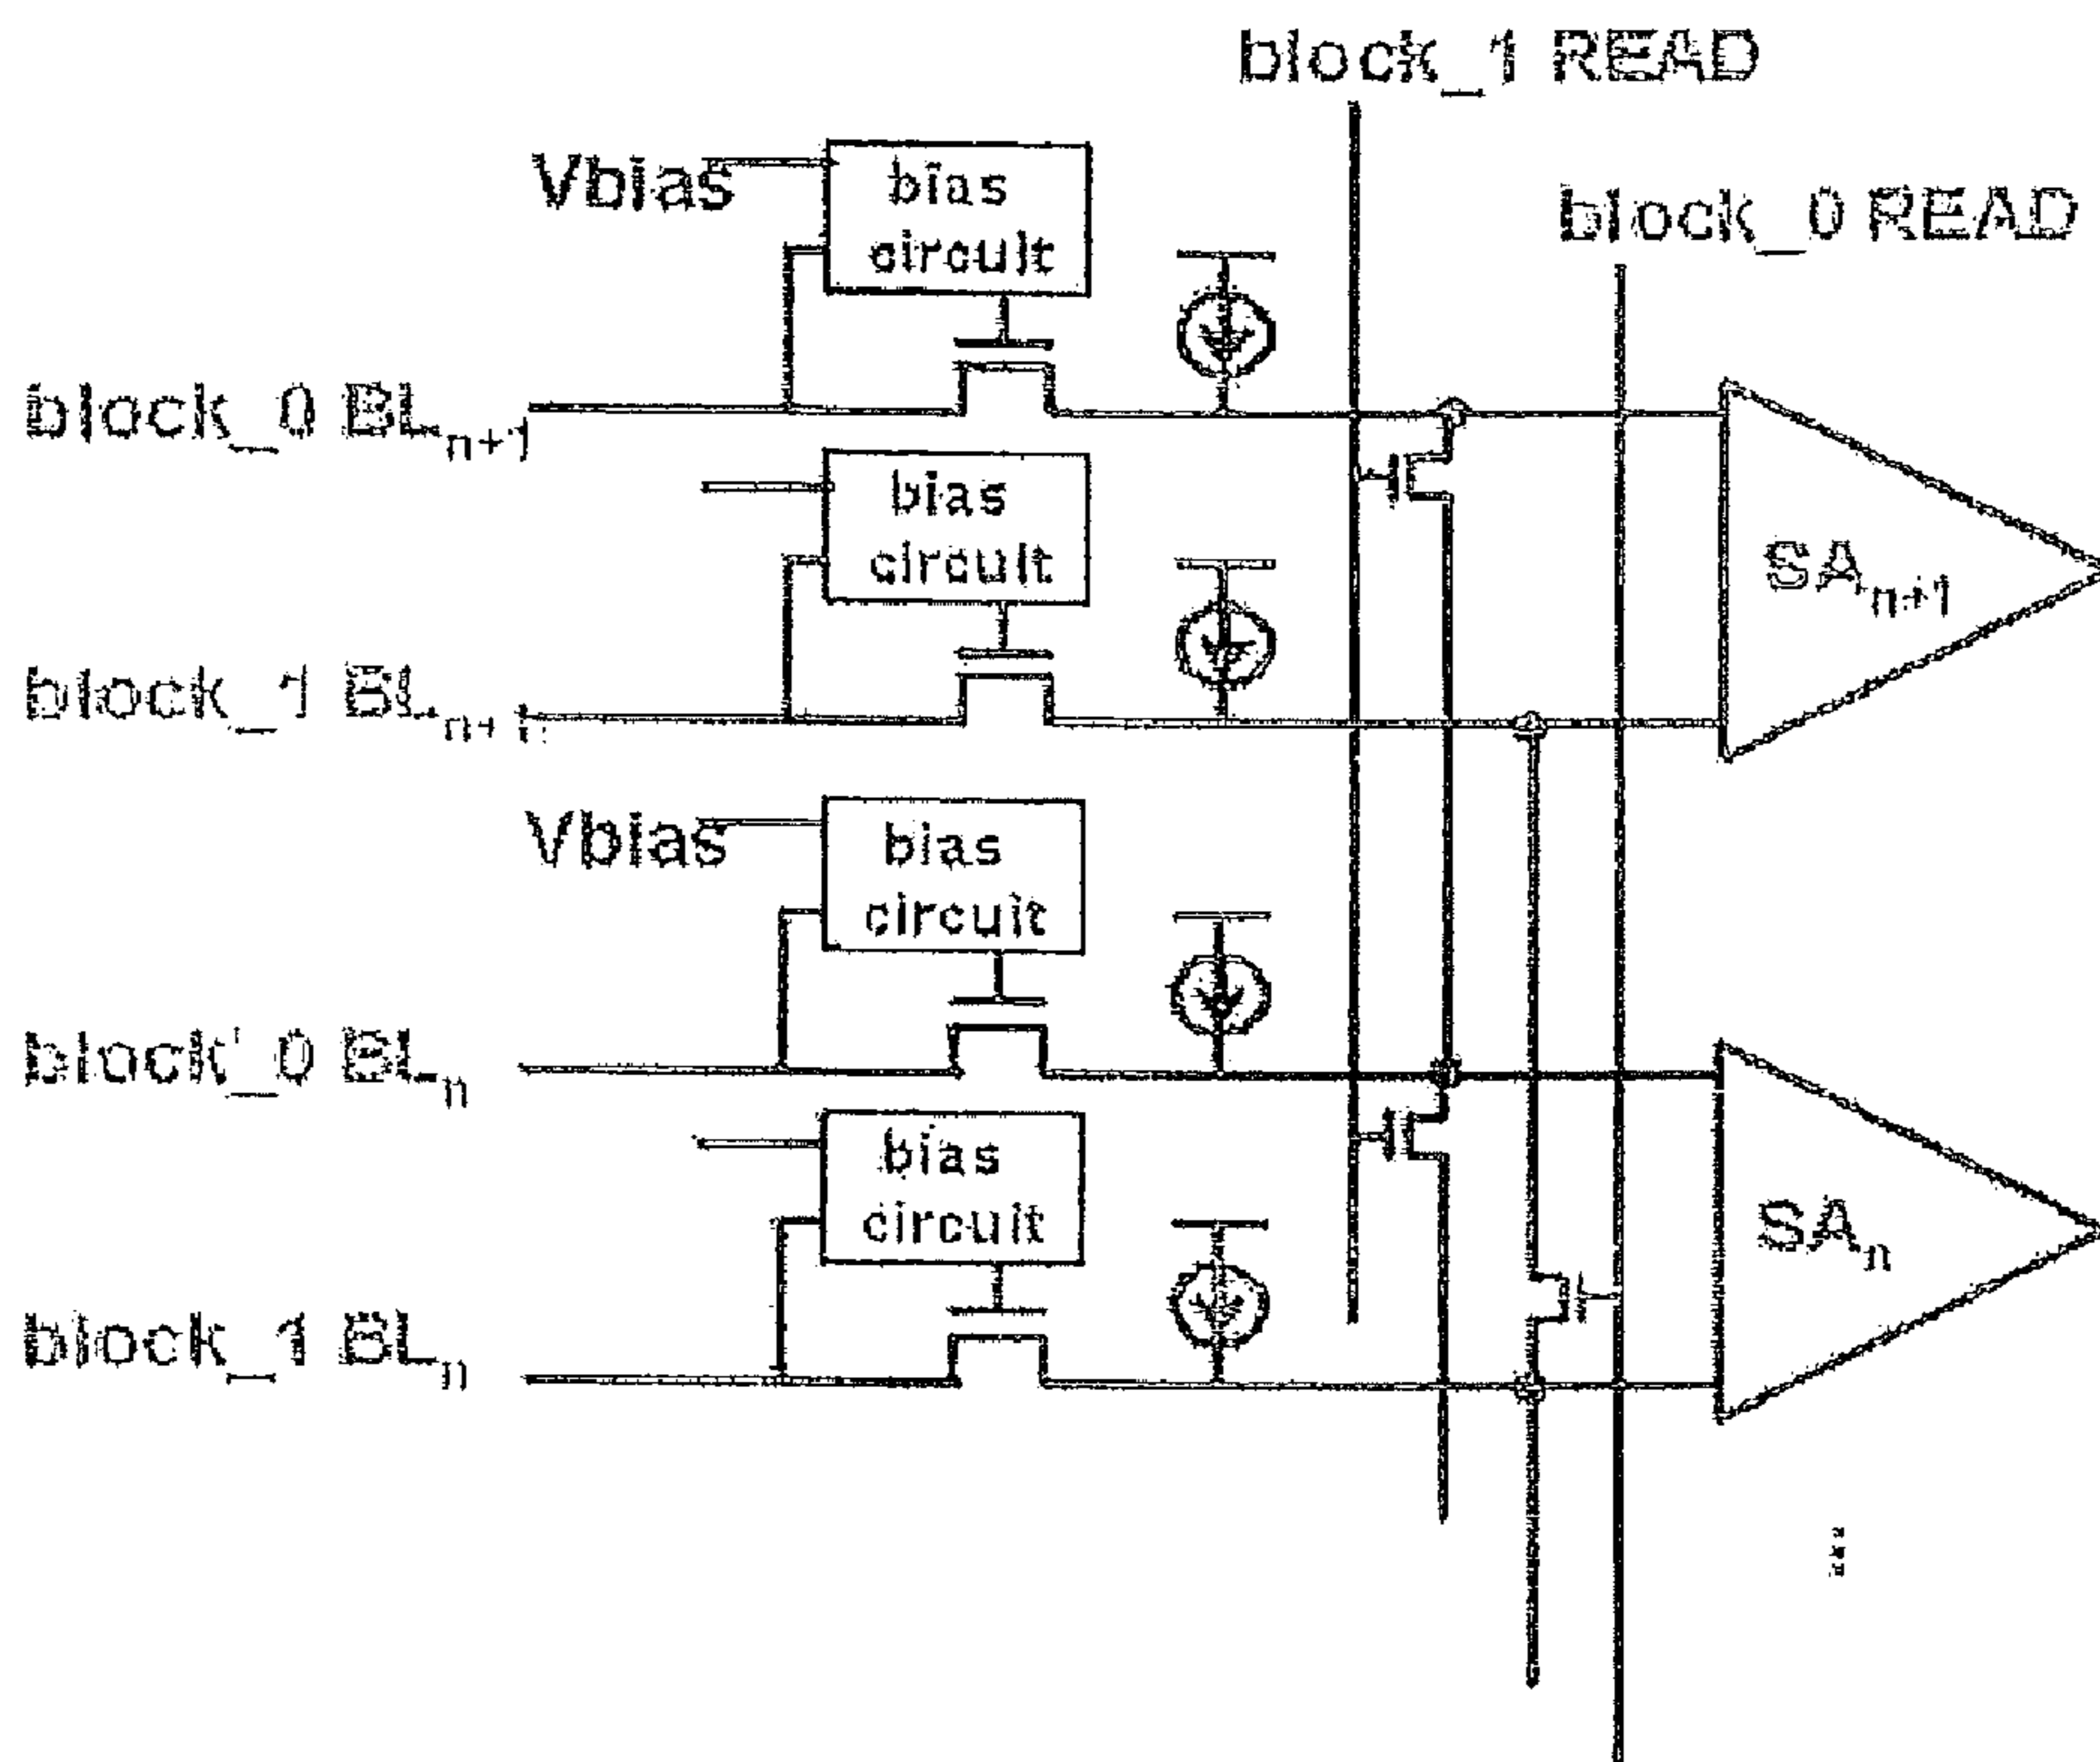 block_1 READ
block_0 READ
Vbias
bias
circuit
block_0 BLn+1
bias
circuit
SAn+1
block_1 BLn+1
Vbias
bias
circuit
block_0 BLn
bias
circuit
SAn
block_1 BLn